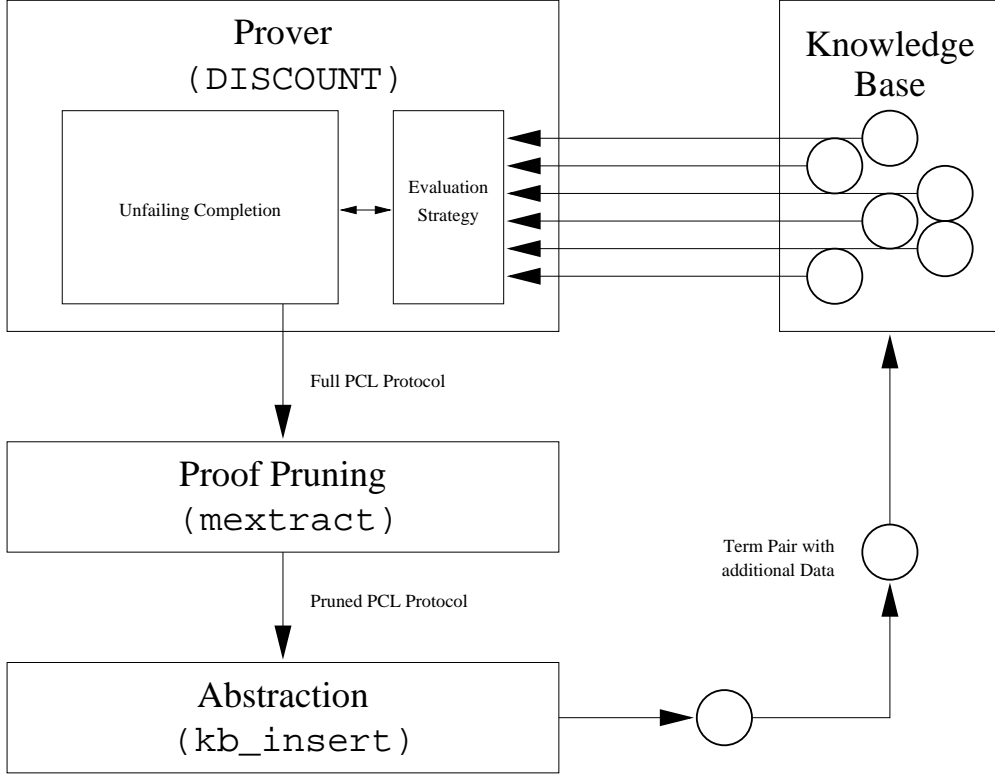 Prover
(DISCOUNT)
Knowledge
Base
Unfailing Completion
Evaluation
Strategy
Full PCL Protocol
Proof Pruning
(mextract)
Term Pair with
additional Data
Pruned PCL Protocol
Abstraction
(kb_insert)